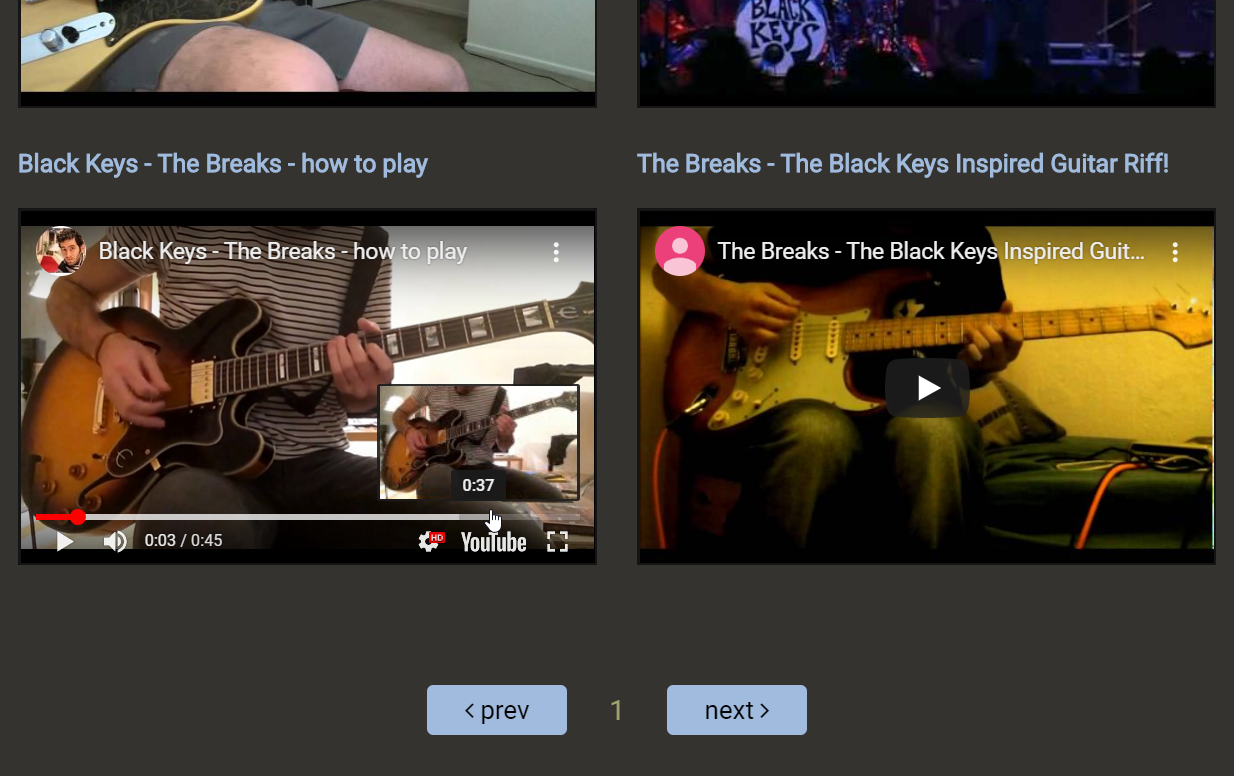 BLACK
KEYS
Black Keys - The Breaks - how to play
The Breaks - The Black Keys Inspired Guitar Riff!
Black Keys - The Breaks - how to play
The Breaks - The Black Keys Inspired Guit...
0:37
0:03 / 0:45
HD
YouTube
< prev
1
next >